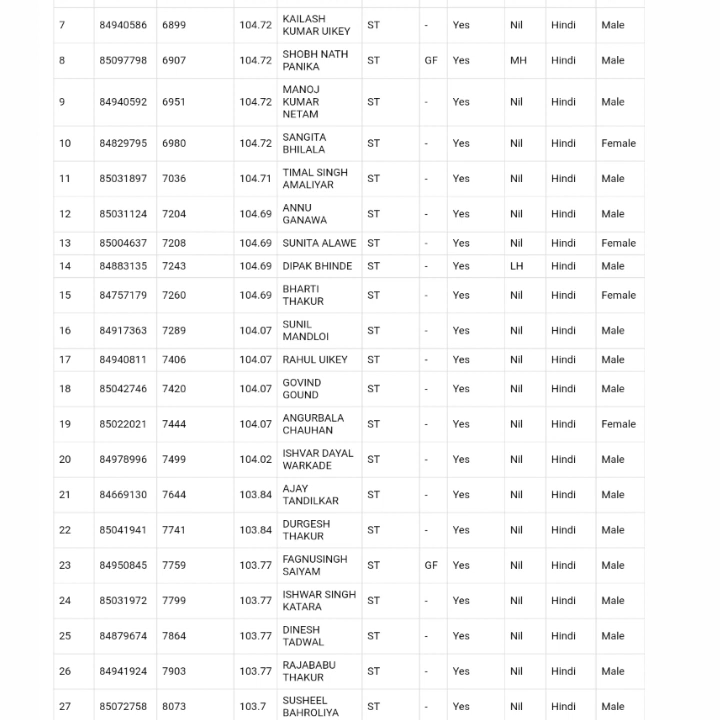 7 84940586 6899 104.72 KAILASH KUMAR UIKEY ST - Yes Nil Hindi Male
8 85097798 6907 104.72 SHOBH NATH PANIKA ST GF Yes MH Hindi Male
9 84940592 6951 104.72 MANOJ KUMAR NETAM ST - Yes Nil Hindi Male
10 84829795 6980 104.72 SANGITA BHILALA ST - Yes Nil Hindi Female
11 85031897 7036 104.71 TIMAL SINGH AMALIYAR ST - Yes Nil Hindi Male
12 85031124 7204 104.69 ANNU GANAWA ST - Yes Nil Hindi Male
13 85004637 7208 104.69 SUNITA ALAWE ST - Yes Nil Hindi Female
14 84883135 7243 104.69 DIPAK BHINDE ST - Yes LH Hindi Male
15 84757179 7260 104.69 BHARTI THAKUR ST - Yes Nil Hindi Female
16 84917363 7289 104.07 SUNIL MANDLOI ST - Yes Nil Hindi Male
17 84940811 7406 104.07 RAHUL UIKEY ST - Yes Nil Hindi Male
18 85042746 7420 104.07 GOVIND GOUND ST - Yes Nil Hindi Male
19 85022021 7444 104.07 ANGURBALA CHAUHAN ST - Yes Nil Hindi Female
20 84978996 7499 104.02 ISHVAR DAYAL WARKADE ST - Yes Nil Hindi Male
21 84669130 7644 103.84 AJAY TANDILKAR ST - Yes Nil Hindi Male
22 85041941 7741 103.84 DURGESH THAKUR ST - Yes Nil Hindi Male
23 84950845 7759 103.77 FAGNUSINGH SAIYAM ST GF Yes Nil Hindi Male
24 85031972 7799 103.77 ISHWAR SINGH KATARA ST - Yes Nil Hindi Male
25 84879674 7864 103.77 DINESH TADWAL ST - Yes Nil Hindi Male
26 84941924 7903 103.77 RAJABABU THAKUR ST - Yes Nil Hindi Male
27 85072758 8073 103.7 SUSHEEL BAHROLIYA ST - Yes Nil Hindi Male